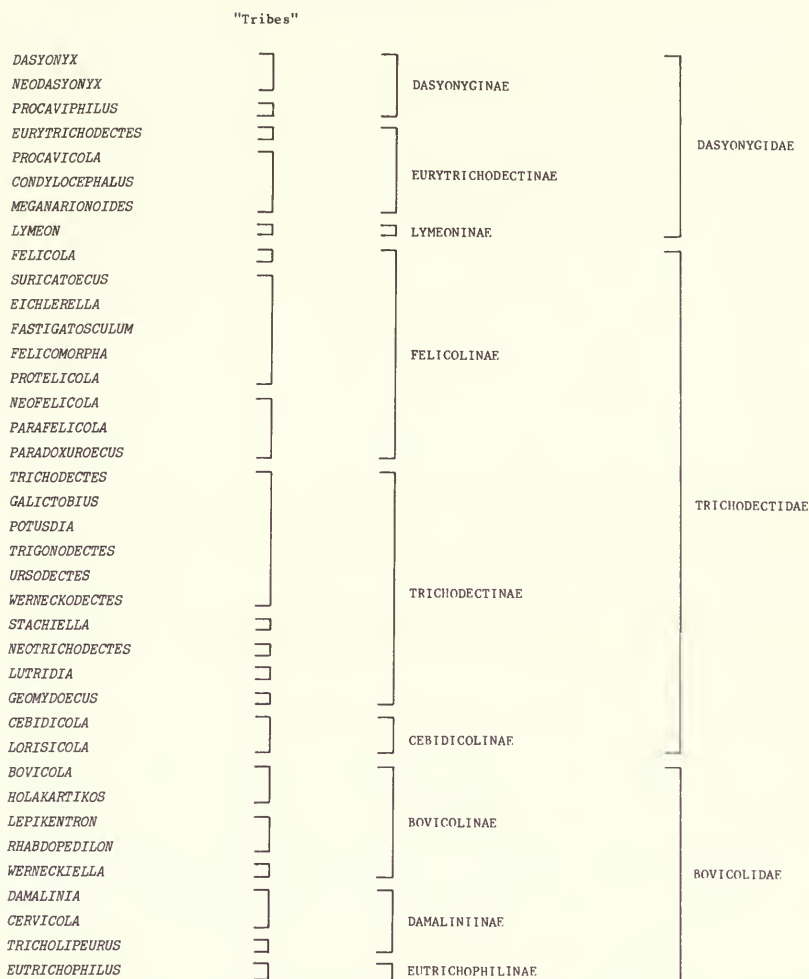 "Tribes"
DASYONYX
NEODASYONYX
DASYONYGINAE
PROCAVIPHILUS
EURYTRICHODECTES
DASYONYGIDAE
PROCAVICOLA
CONDYLOCEPHALUS
EURYTRICHODECTINAE
MEGANARIONOIDES
LYMEON
LYMEONINAE
FELICOLA
SURICATOECUS
EICHLERELLA
FASTIGATOSCULUM
FELICOMORPHA
FELICOLINAE
PROTELICOLA
NEOFELICOLA
PARAFELICOLA
PARADOXUROECUS
TRICHODECTES
GALICTOBIUS
TRICHODECTIDAE
POTUSDIA
TRIGONODECTES
URSODECTES
WERNECKODECTES
TRICHODECTINAE
STACHIELLA
NEOTRICHODECTES
LUTRIDIA
GEOMYDOECUS
CEBIDICOLA
CEBIDICOLINAE
LORISICOLA
BOVICOLA
HOLAKARTIKOS
LEPIKENTRON
BOVICOLINAE
RHABDOPEDILON
WERNECKIELLA
BOVICOLIDAE
DAMALINIA
CERVICOLA
DAMALINIINAE
TRICHOLIPEURUS
EUTRICHOPHILUS
EUTRICHOPHILINAE